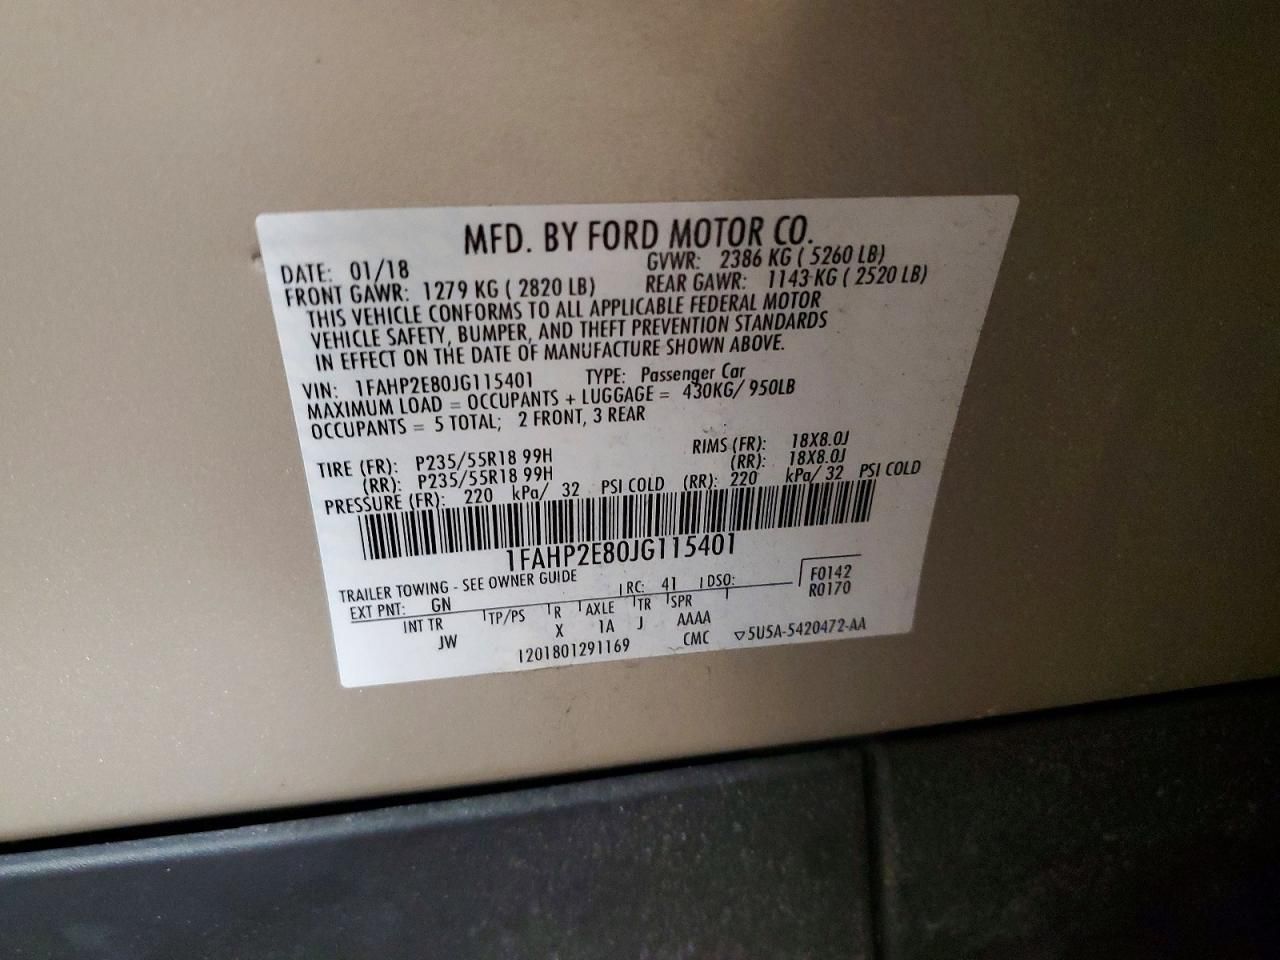 MFD. BY FORD MOTOR CO.
DATE: 01/18 GVWR: 2386 KG ( 5260 LB)
FRONT GAWR: 1279 KG ( 2820 LB) REAR GAWR: 1143 KG ( 2520 LB)
THIS VEHICLE CONFORMS TO ALL APPLICABLE FEDERAL MOTOR
VEHICLE SAFETY, BUMPER, AND THEFT PREVENTION STANDARDS
IN EFFECT ON THE DATE OF MANUFACTURE SHOWN ABOVE.
VIN: 1FAHP2E80JG115401 TYPE: Passenger Car
MAXIMUM LOAD = OCCUPANTS + LUGGAGE = 430KG/ 950LB
OCCUPANTS = 5 TOTAL; 2 FRONT, 3 REAR
TIRE (FR): P235/55R18 99H RIMS (FR): 18X8.0J
(RR): P235/55R18 99H (RR): 18X8.0J
PRESSURE (FR): 220 kPa/ 32 PSI COLD (RR): 220 kPa/ 32 PSI COLD
1FAHP2E80JG115401
TRAILER TOWING - SEE OWNER GUIDE
EXT PNT: GN RC: 41 DSO: F0142
R0170
INT TR TP/PS R AXLE TR SPR
JW X 1A J AAAA
1201801291169 CMC ▽5U5A-5420472-AA